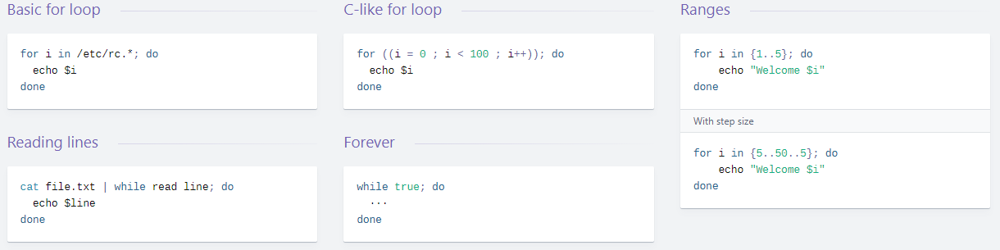 Basic for loop
for i in /etc/rc.*; do
  echo $i
done
Reading lines
cat file.txt | while read line; do
  echo $line
done
C-like for loop
for ((i = 0 ; i < 100 ; i++)); do
  echo $i
done
Forever
while true; do
  ···
done
Ranges
for i in {1..5}; do
    echo "Welcome $i"
done
With step size
for i in {5..50..5}; do
    echo "Welcome $i"
done